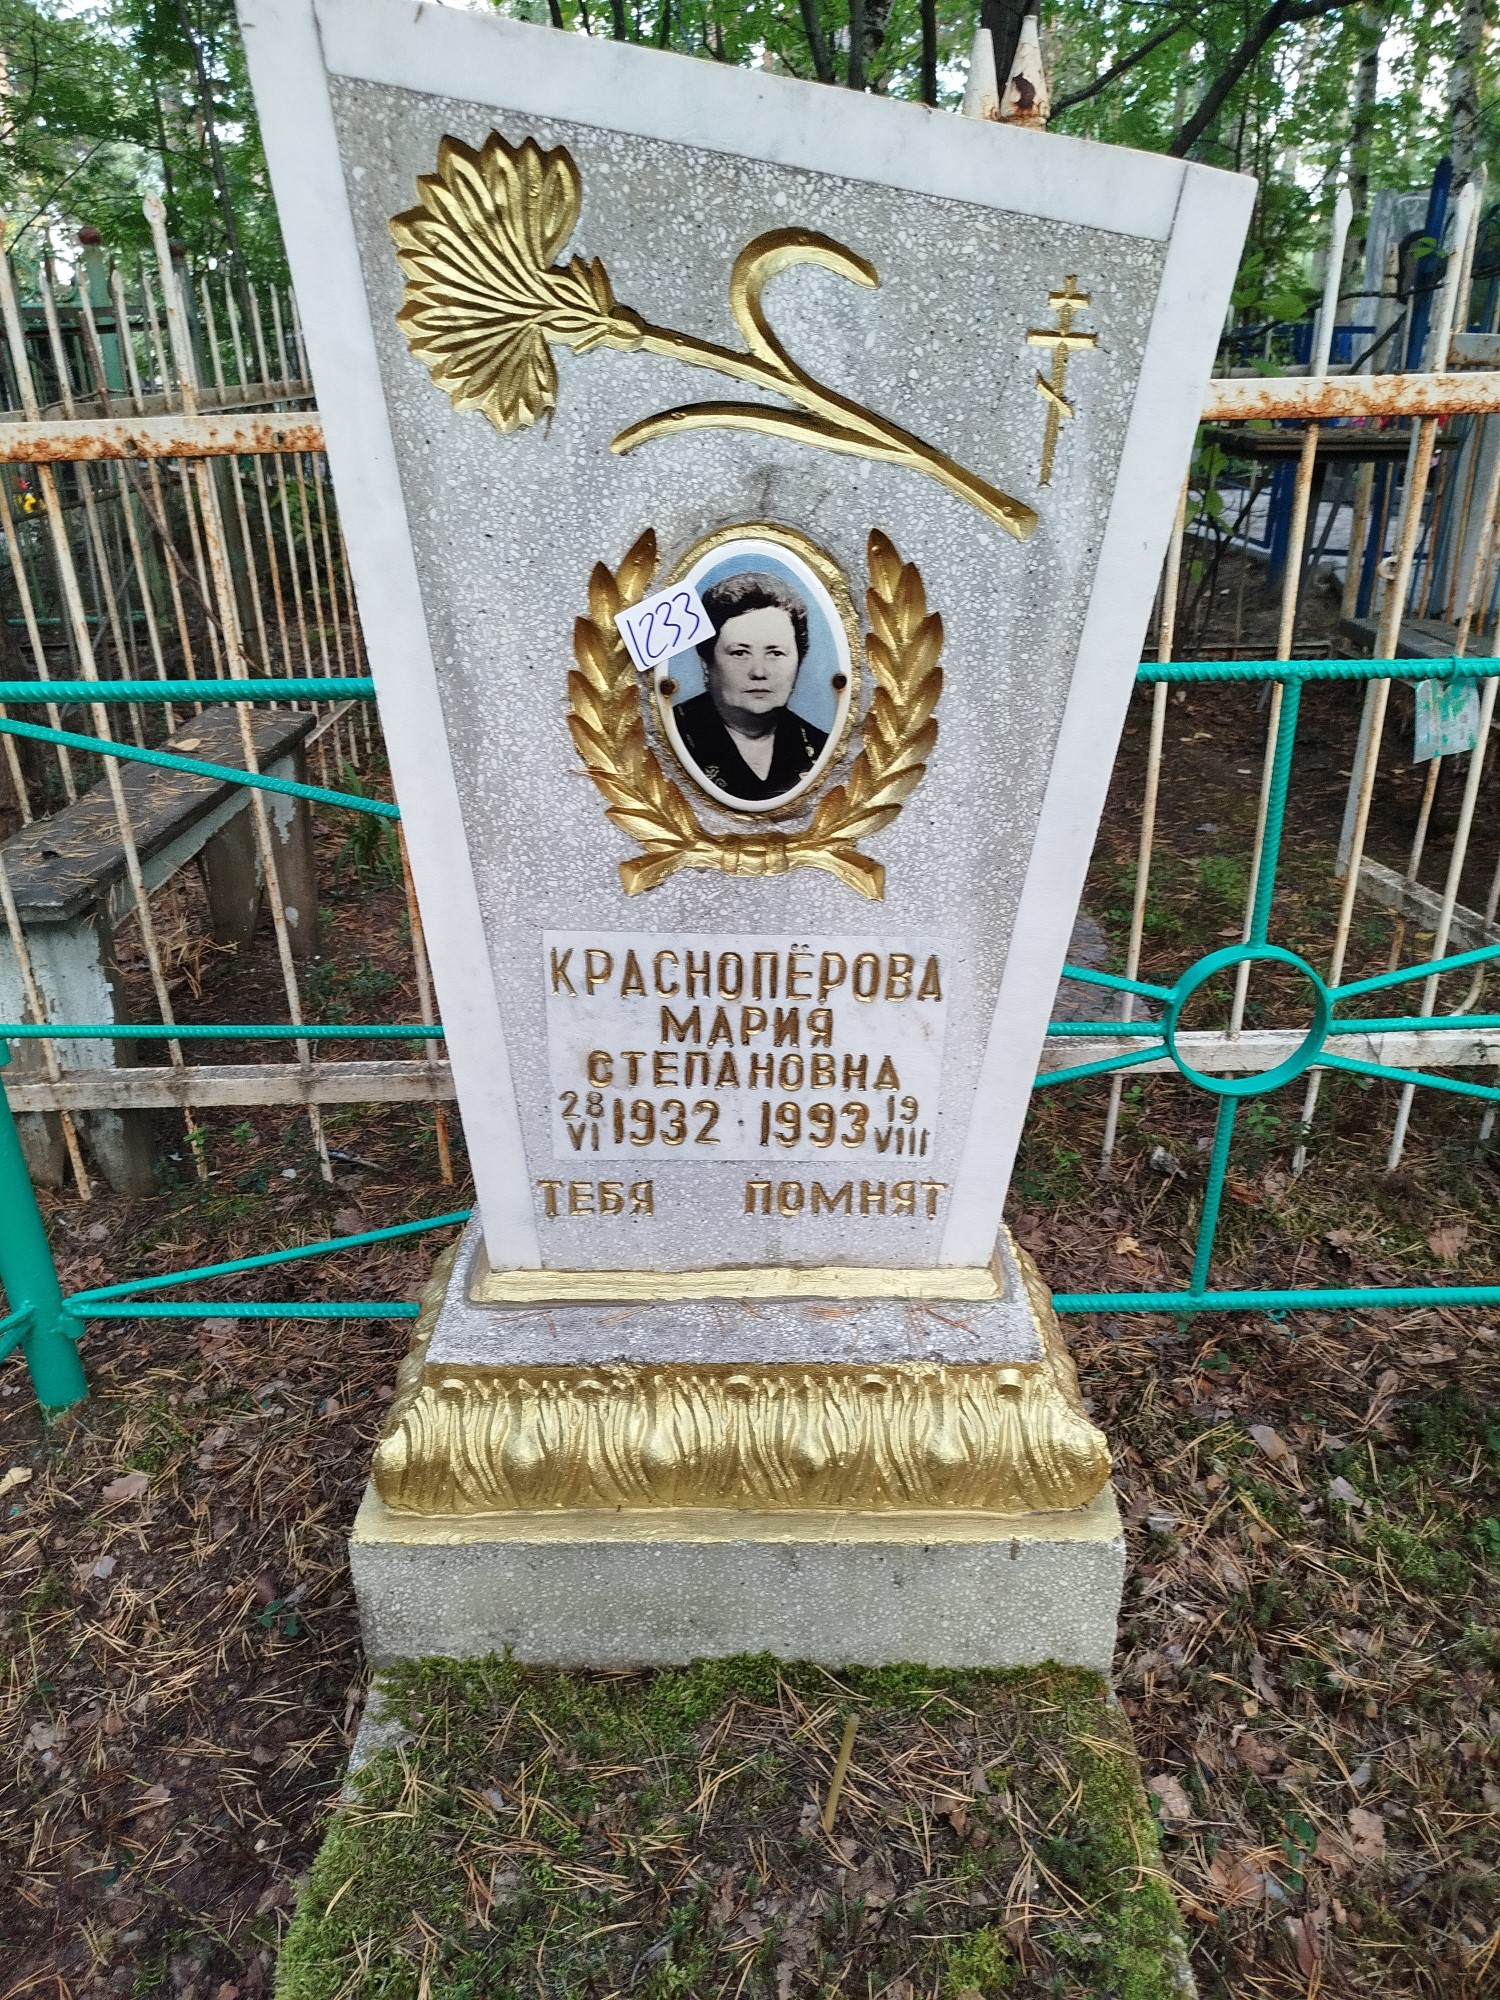 1233
КРАСНОПЁРОВА
МАРИЯ
СТЕПАНОВНА
28 VI 1932 · 1993 19 VIII
ТЕБЯ ПОМНЯТ